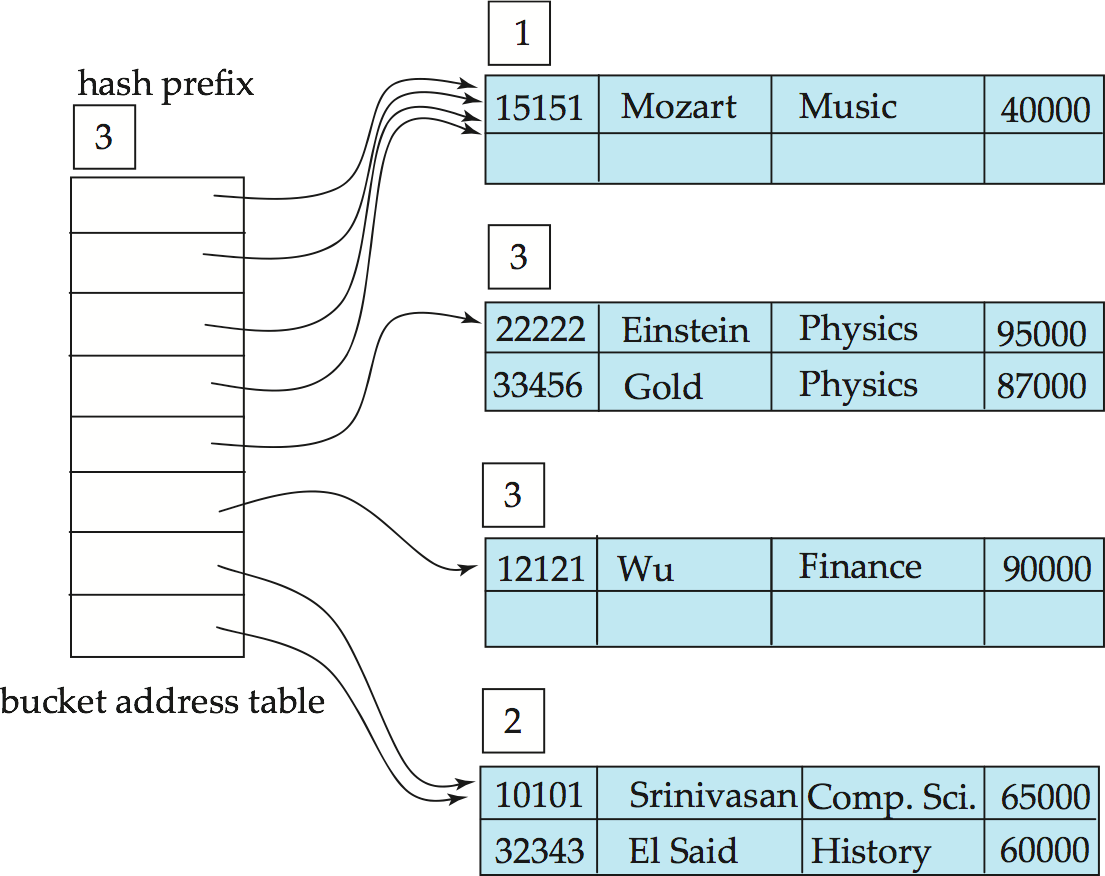 hash prefix
3
bucket address table
1
15151 Mozart Music 40000
3
22222 Einstein Physics 95000
33456 Gold Physics 87000
3
12121 Wu Finance 90000
2
10101 Srinivasan Comp. Sci. 65000
32343 El Said History 60000